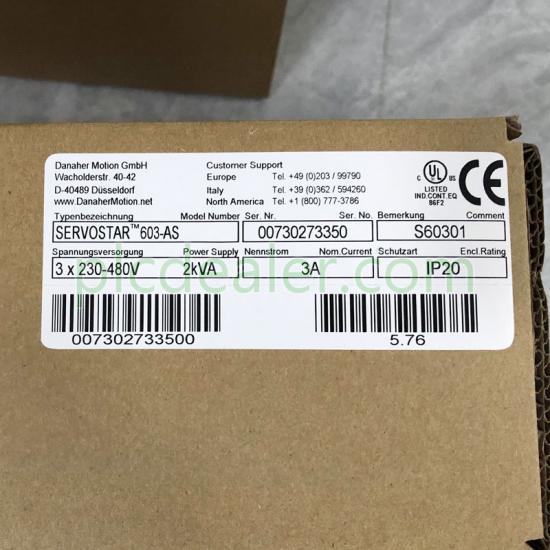 Danaher Motion GmbH
Wacholderstr. 40-42
D-40489 Düsseldorf
www.DanaherMotion.net
Customer Support
Europe Tel. +49 (0)203 / 99790
Italy Tel. +39 (0)362 / 594260
North America Tel. +1 (800) 777-3786
C UL US
LISTED
IND.CONT.EQ
86F2
CE
Typenbezeichnung Model Number Ser. Nr. Ser. No. Bemerkung Comment
SERVOSTAR™603-AS 00730273350 S60301
Spannungsversorgung Power Supply Nennstrom Nom.Current Schutzart Encl.Rating
3 x 230-480V 2kVA 3A IP20
plcdealer.com
007302733500 5.76